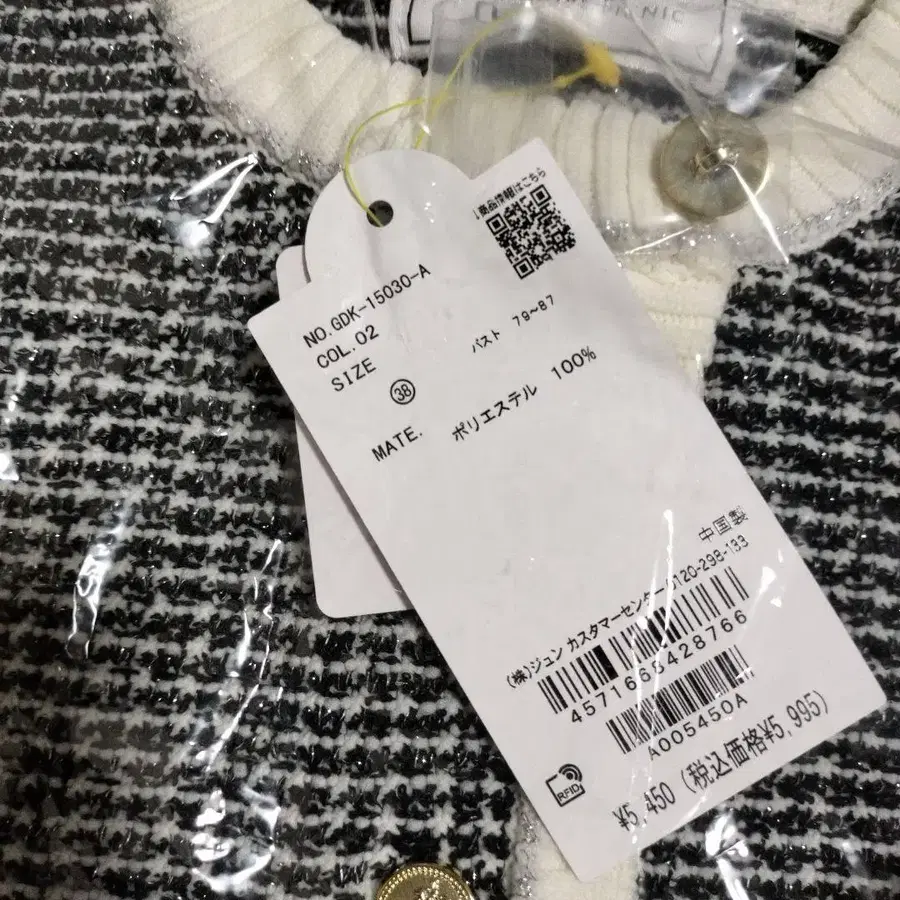 NIC
↓商品情報はこちら
NO.GDK-15030-A
COL.02
SIZE バスト 79~87
38
MATE. ポリエステル 100%
中国製
(株)ジュン カスタマーセンター 0120-298-133
4571665428766
A005450A
RFID
¥5,450 (税込価格¥5,995)